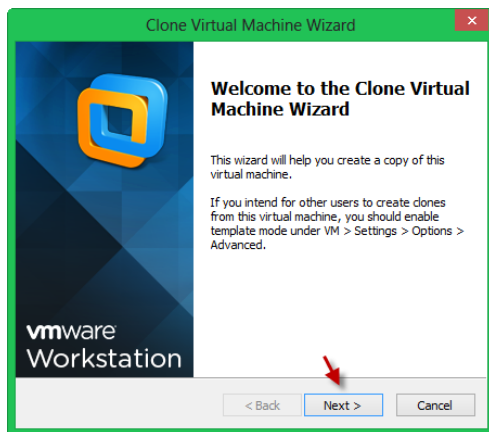 Clone Virtual Machine Wizard
Welcome to the Clone Virtual
Machine Wizard
This wizard will help you create a copy of this
virtual machine.
If you intend for other users to create clones
from this virtual machine, you should enable
template mode under VM > Settings > Options >
Advanced.
vmware
Workstation
< Back Next > Cancel